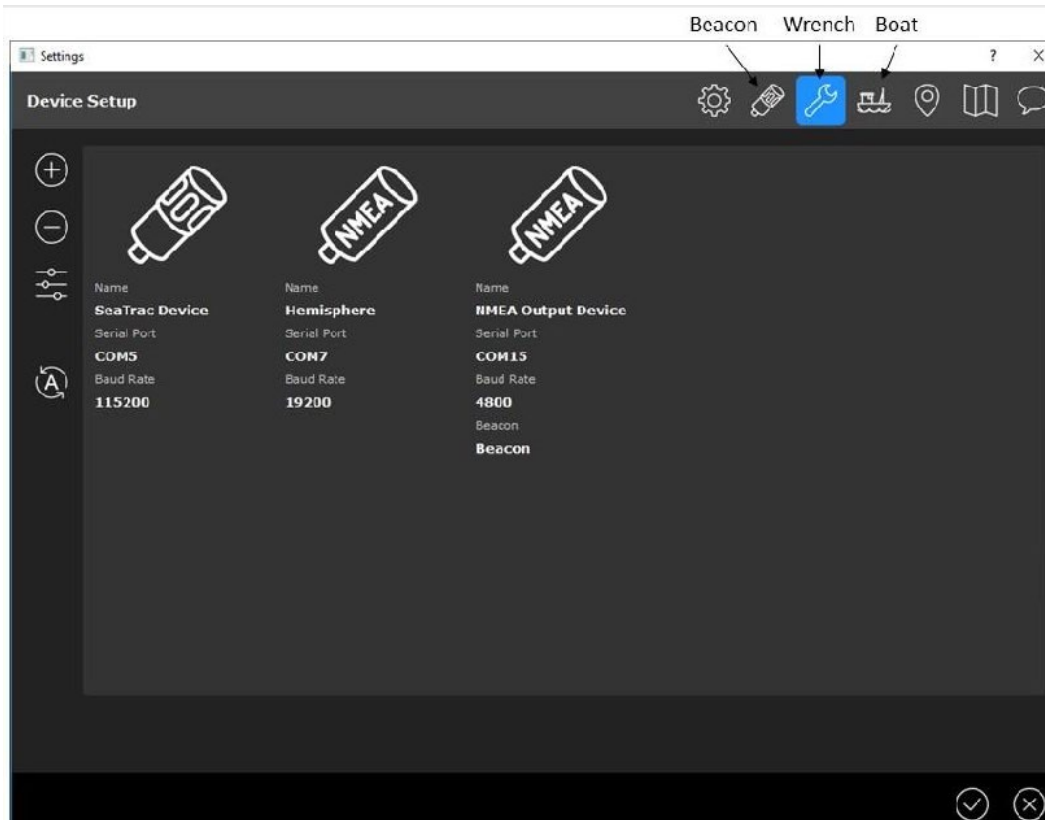 Beacon Wrench Boat
Settings ? X
Device Setup
NMEA NMEA
Name Name Name
SeaTrac Device Hemisphere NMEA Output Device
Serial Port Serial Port Serial Port
COM5 COM7 COM15
Baud Rate Baud Rate Baud Rate
115200 19200 4800
Beacon
Beacon
A